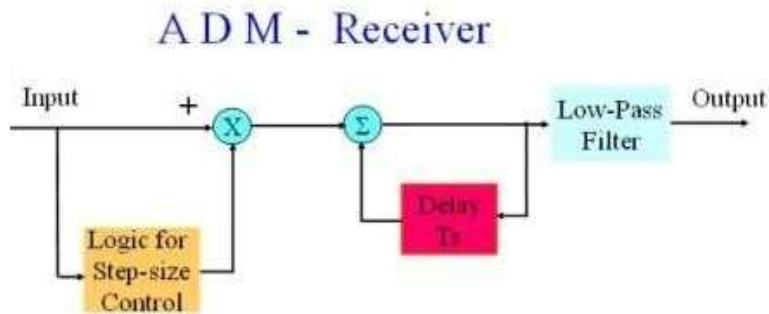 A D M - Receiver
Input
+
X
Σ
Low-Pass
Filter
Output
Delay
Ts
Logic for
Step-size
Control